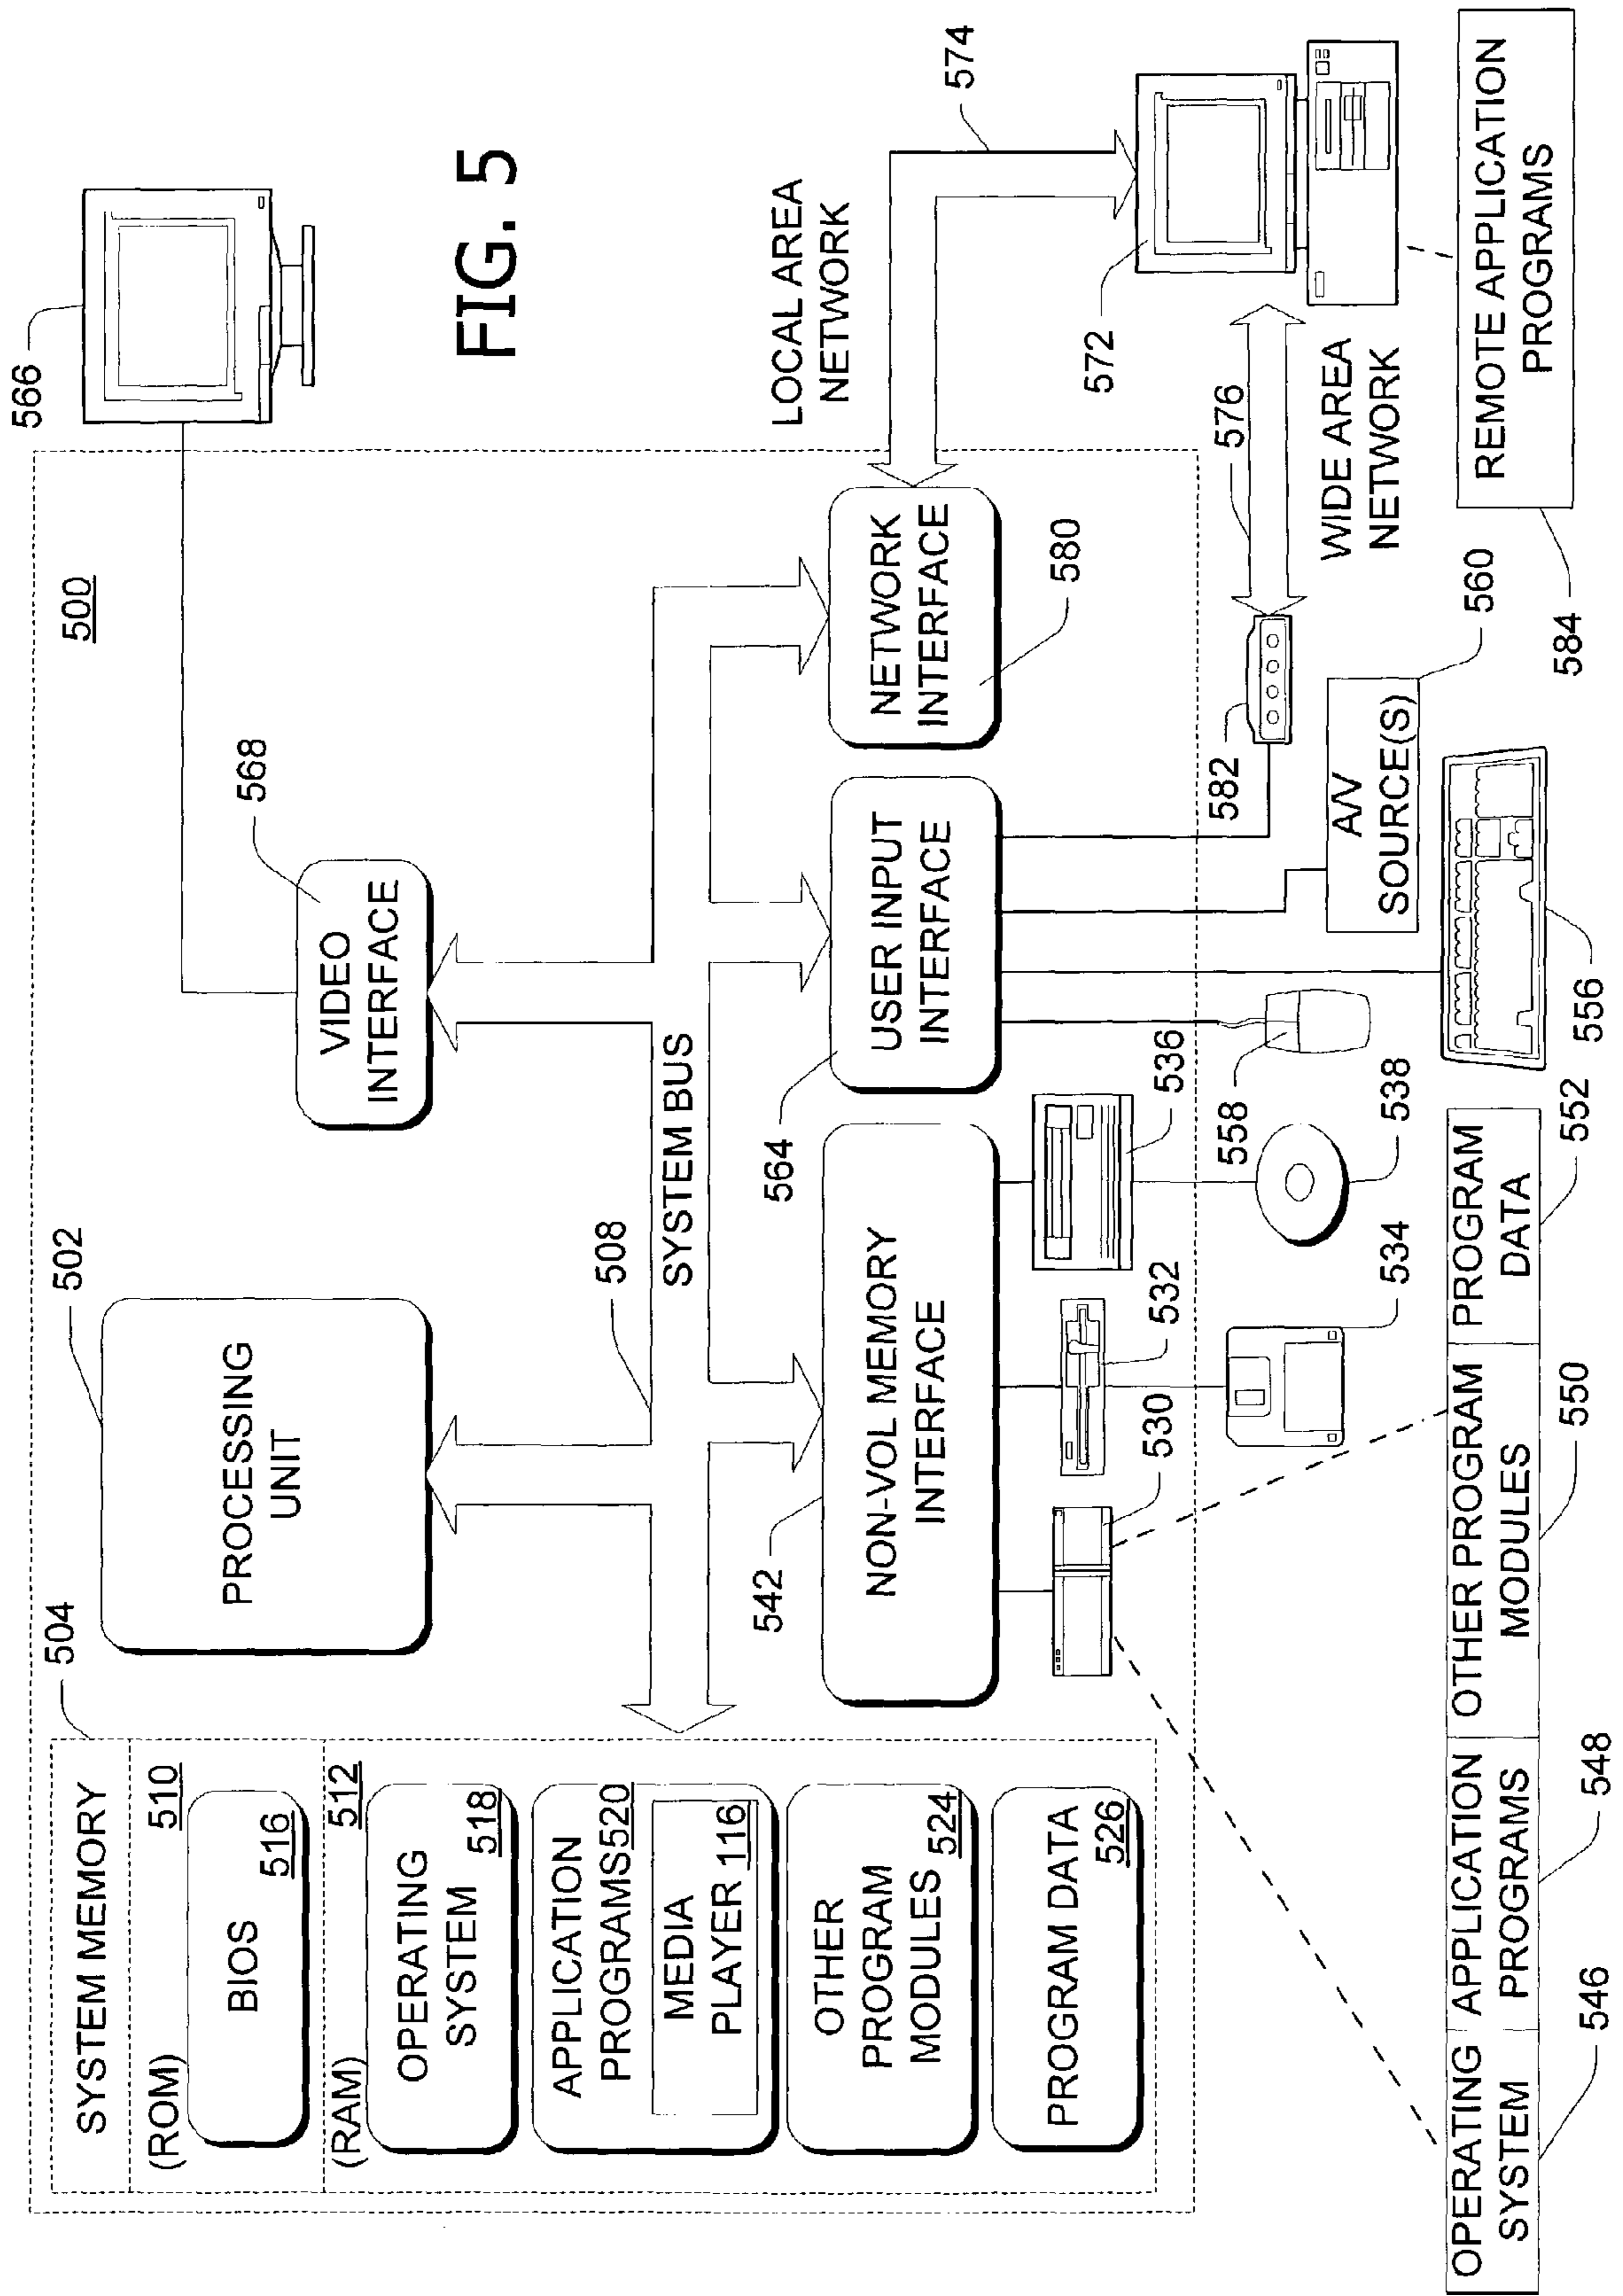 FIG. 5
500
566
568
VIDEO
INTERFACE
502
PROCESSING
UNIT
504
SYSTEM MEMORY
(ROM) 510
BIOS
516
(RAM) 512
OPERATING
SYSTEM 518
APPLICATION
PROGRAMS520
MEDIA
PLAYER 116
OTHER
PROGRAM
MODULES 524
PROGRAM DATA
526
508
SYSTEM BUS
542
NON-VOL MEMORY
INTERFACE
564
USER INPUT
INTERFACE
NETWORK
INTERFACE
580
LOCAL AREA
NETWORK
574
572
576
WIDE AREA
NETWORK
582
530
532
536
558
534
538
556
A/V
SOURCE(S)
560
REMOTE APPLICATION
PROGRAMS
584
OPERATING
SYSTEM
546
APPLICATION
PROGRAMS
548
OTHER PROGRAM
MODULES
550
PROGRAM
DATA
552